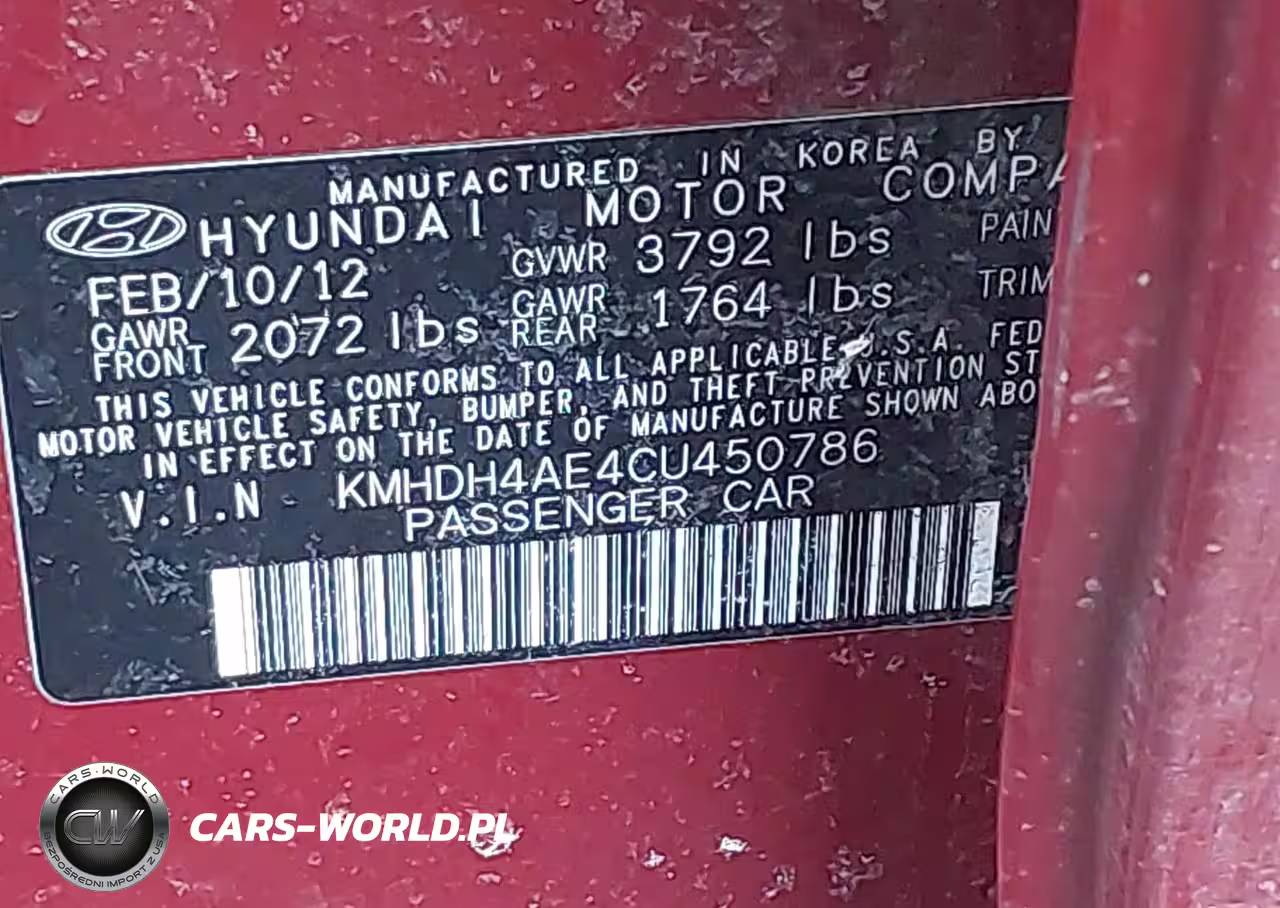 MANUFACTURED IN KOREA BY
HYUNDAI MOTOR COMPA
FEB/10/12 GVWR 3792 lbs PAIN
GAWR FRONT 2072 lbs GAWR REAR 1764 lbs TRIM
THIS VEHICLE CONFORMS TO ALL APPLICABLE U.S.A. FED
MOTOR VEHICLE SAFETY, BUMPER, AND THEFT PREVENTION ST
IN EFFECT ON THE DATE OF MANUFACTURE SHOWN ABO
V.I.N KMHDH4AE4CU450786
PASSENGER CAR
CARS-WORLD
CW
BEZPOŚREDNI IMPORT Z USA
CARS-WORLD.PL